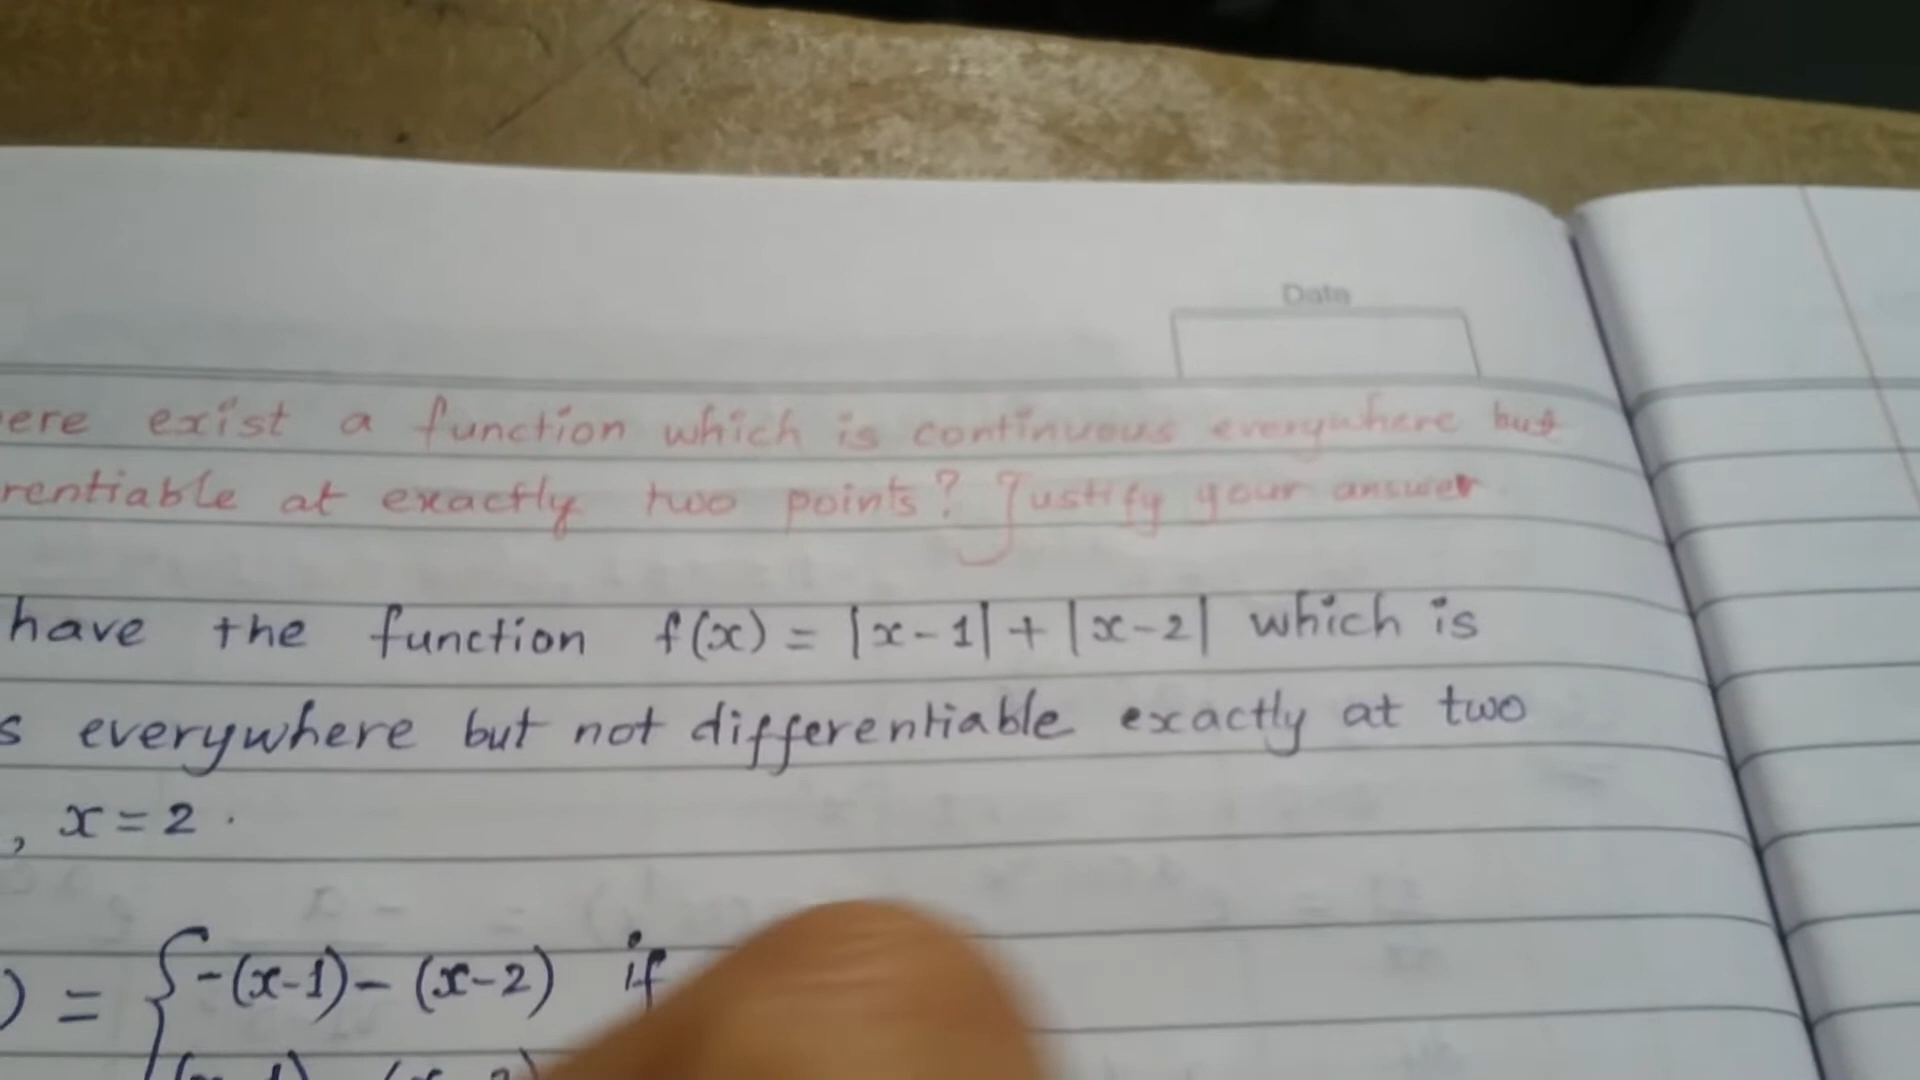 Date
ere exist a function which is continuous everywhere but
rentiable at exactly two points? Justify your answer
have the function f(x) = |x-1| + |x-2| which is
s everywhere but not differentiable exactly at two
, x = 2 .
) = { -(x-1) - (x-2) if